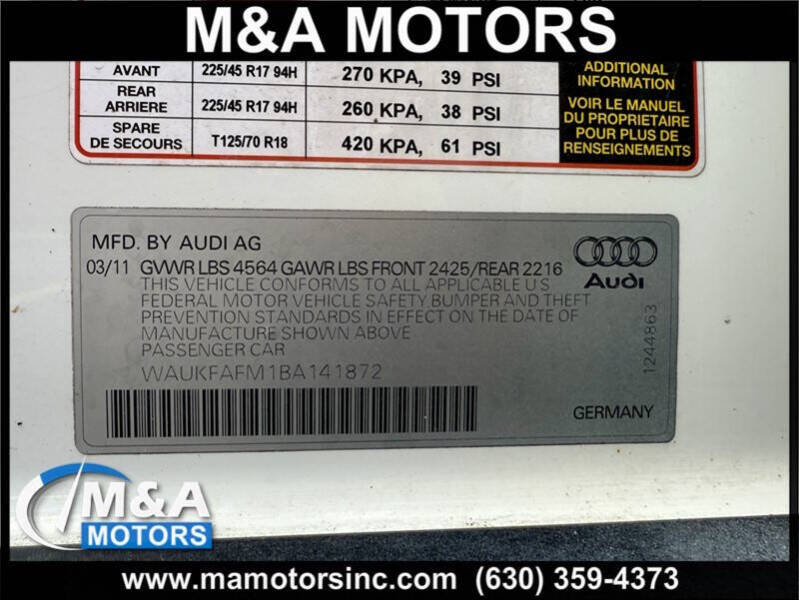 M&A MOTORS
AVANT 225/45 R17 94H 270 KPA, 39 PSI
REAR
ARRIERE 225/45 R17 94H 260 KPA, 38 PSI
SPARE
DE SECOURS T125/70 R18 420 KPA, 61 PSI
ADDITIONAL
INFORMATION
VOIR LE MANUEL
DU PROPRIETAIRE
POUR PLUS DE
RENSEIGNEMENTS
MFD. BY AUDI AG
03/11 GVWR LBS 4564 GAWR LBS FRONT 2425/REAR 2216
THIS VEHICLE CONFORMS TO ALL APPLICABLE U S
FEDERAL MOTOR VEHICLE SAFETY BUMPER AND THEFT
PREVENTION STANDARDS IN EFFECT ON THE DATE OF
MANUFACTURE SHOWN ABOVE
PASSENGER CAR
WAUKFAFM1BA141872
Audi
1244863
GERMANY
M&A
MOTORS
www.mamotorsinc.com (630) 359-4373